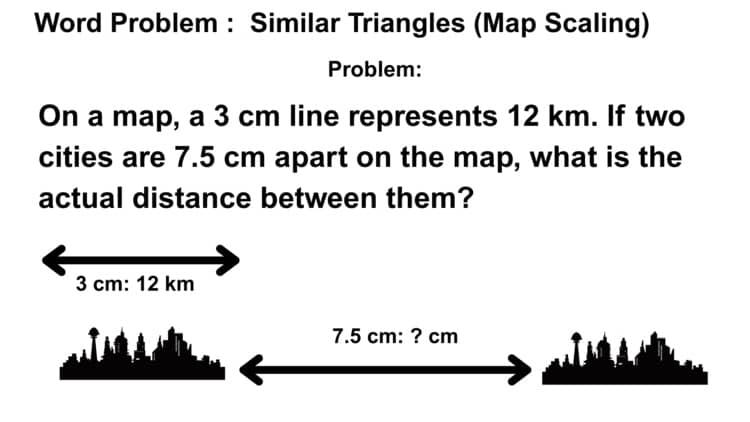 Word Problem :  Similar Triangles (Map Scaling)
Problem:
On a map, a 3 cm line represents 12 km. If two
cities are 7.5 cm apart on the map, what is the
actual distance between them?
3 cm: 12 km
7.5 cm: ? cm